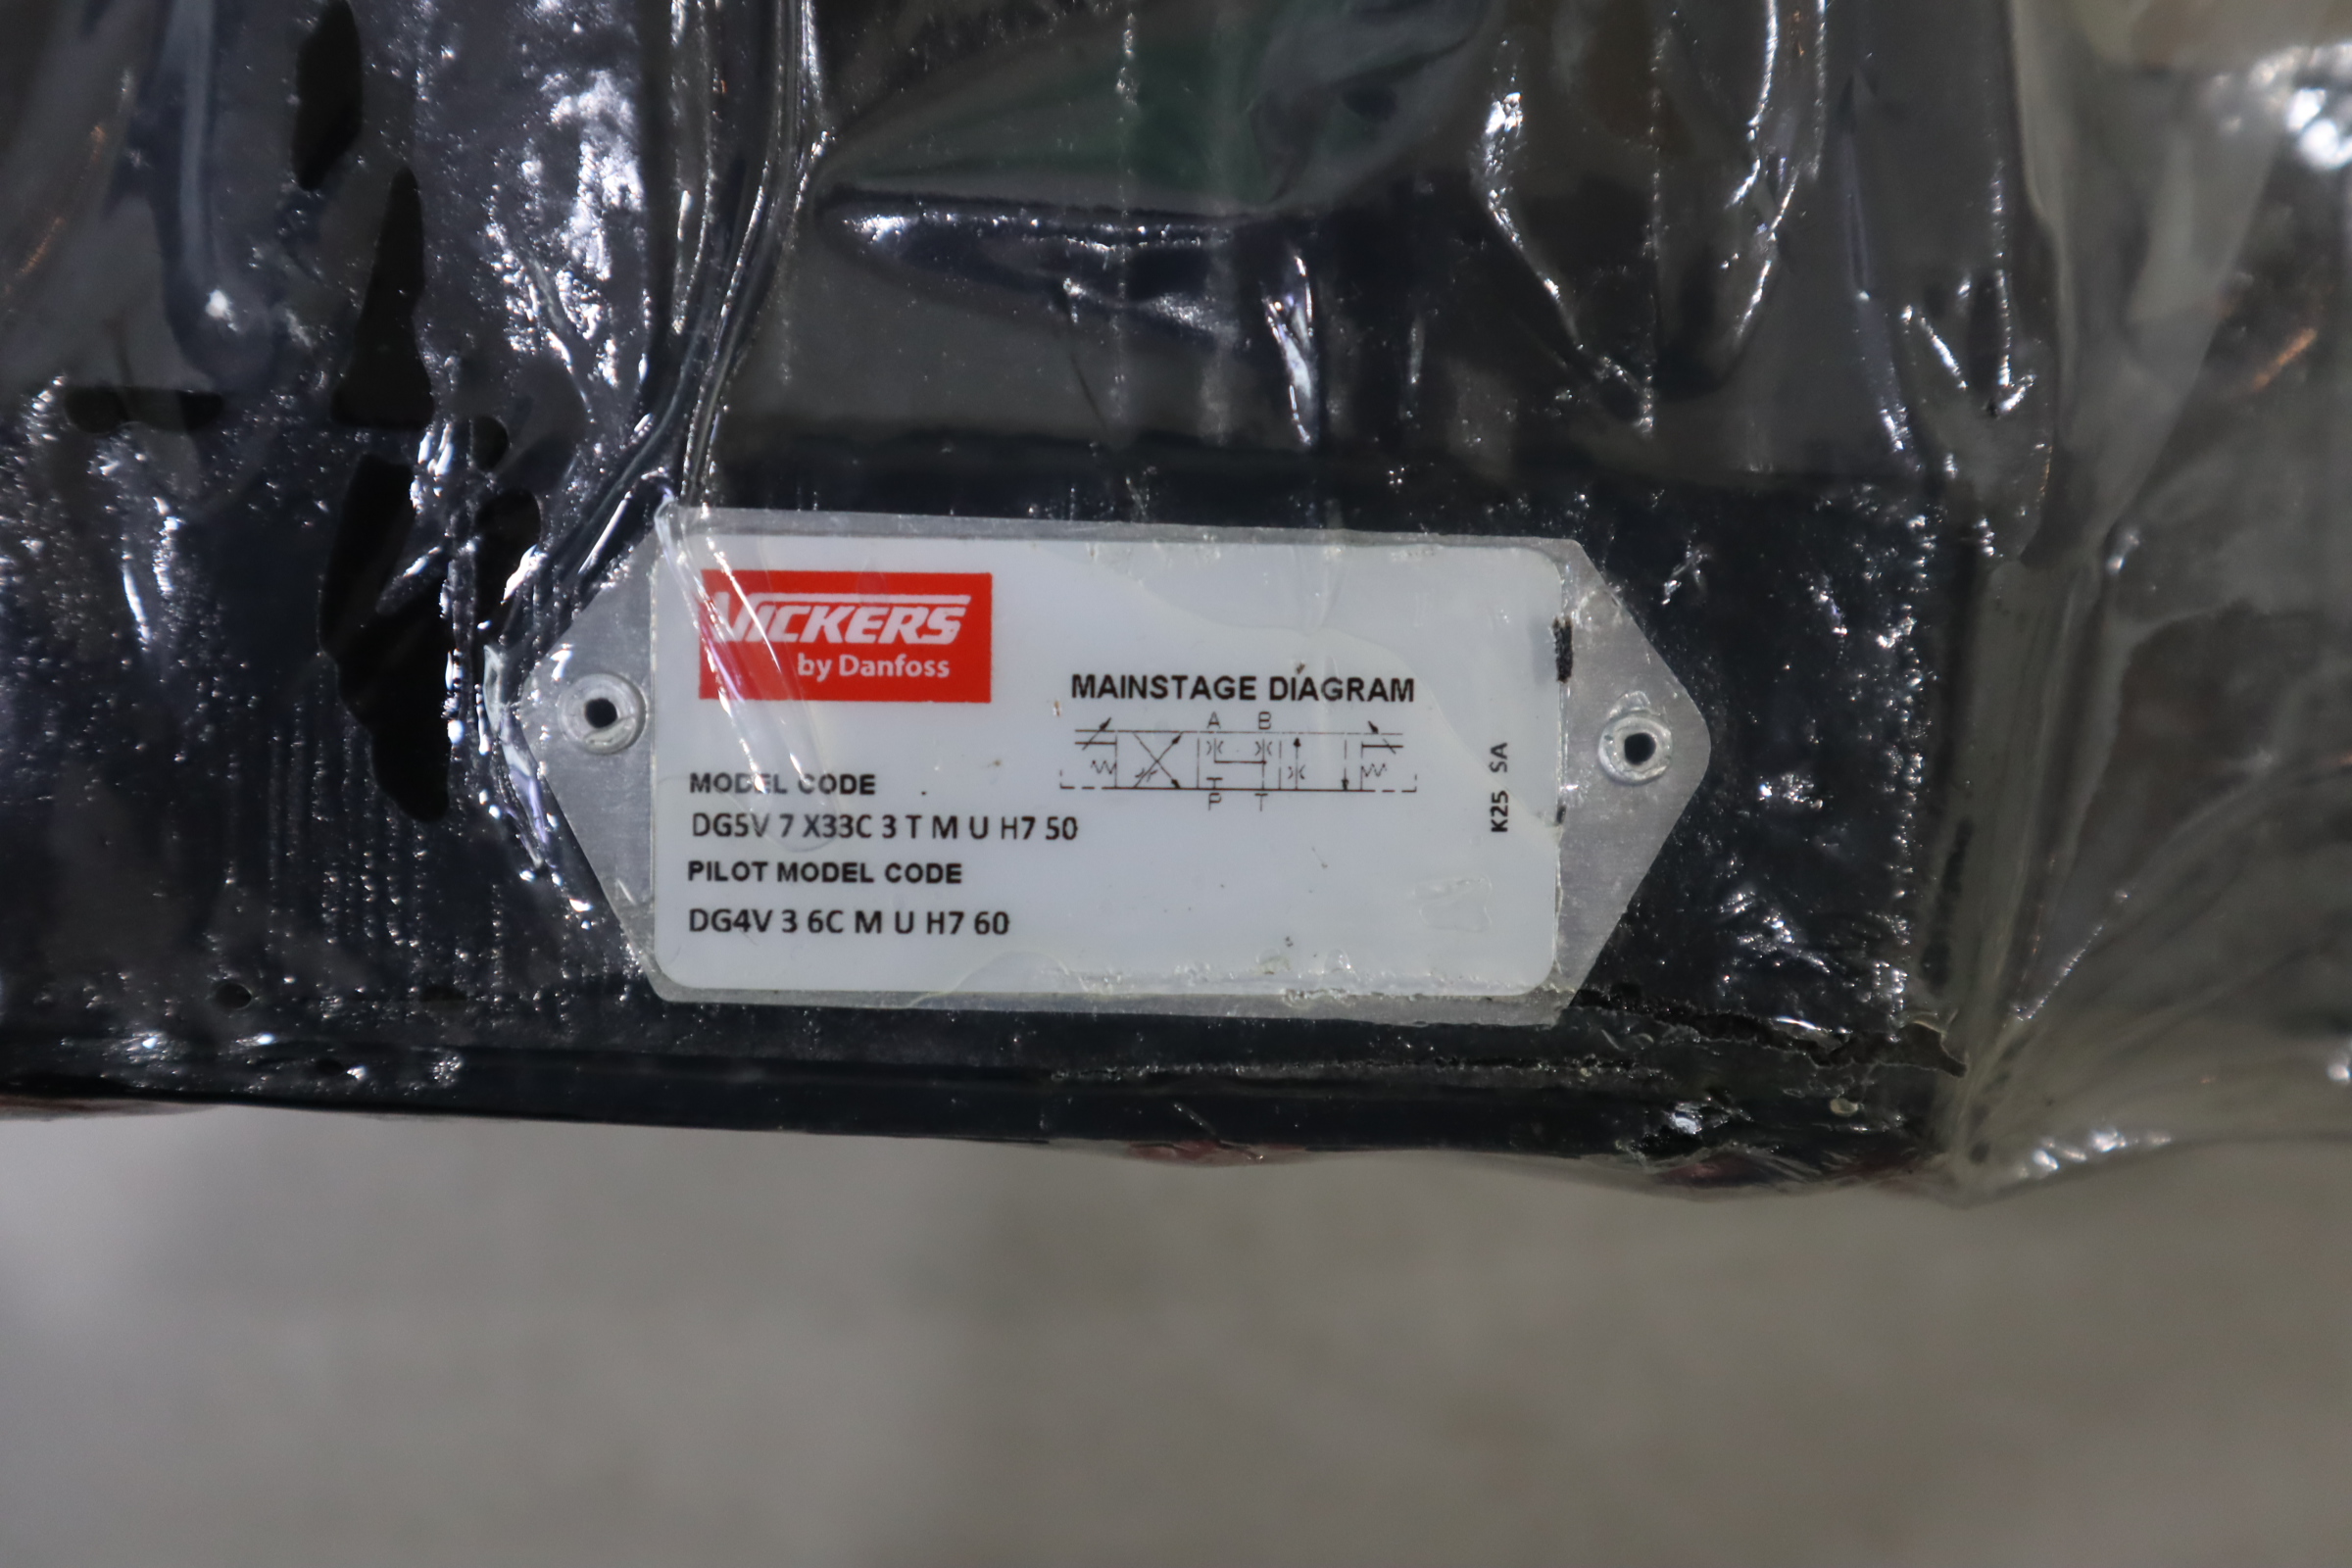 VICKERS
by Danfoss
MAINSTAGE DIAGRAM
A B
P T
MODEL CODE
DG5V 7 X33C 3 T M U H7 50
PILOT MODEL CODE
DG4V 3 6C M U H7 60
K25 SA